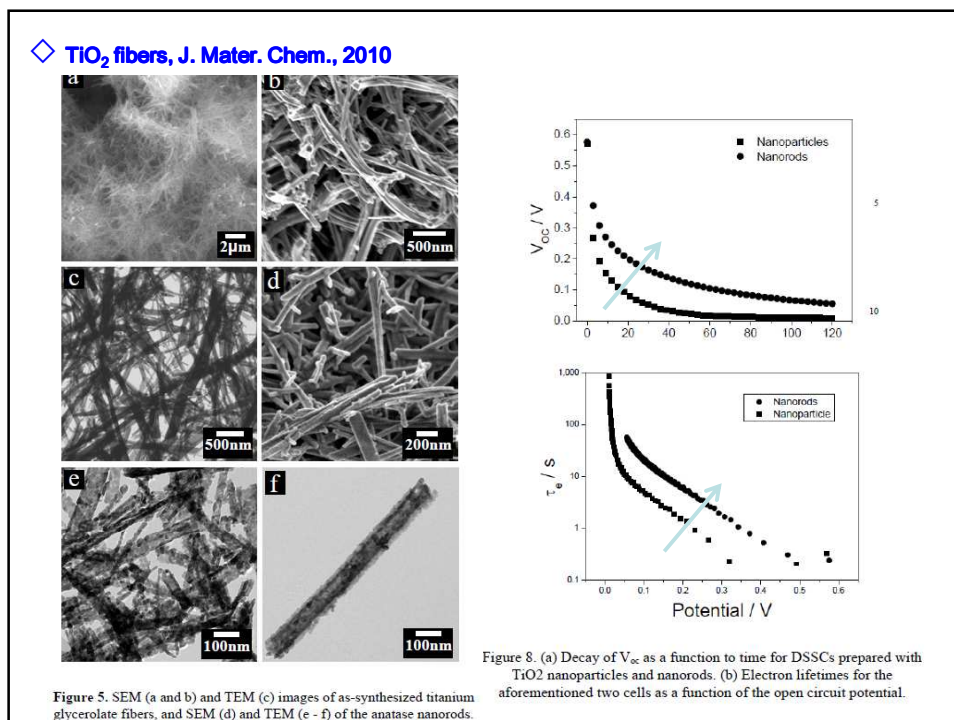 ◇ TiO₂ fibers, J. Mater. Chem., 2010
a
2μm
b
500nm
c
500nm
d
200nm
e
100nm
f
100nm
Figure 5. SEM (a and b) and TEM (c) images of as-synthesized titanium
glycerolate fibers, and SEM (d) and TEM (e - f) of the anatase nanorods.
Nanoparticles
Nanorods
V_OC / V
0.6
0.5
0.4
0.3
0.2
0.1
0.0
0 20 40 60 80 100 120
5
10
Nanorods
Nanoparticle
τ_e / s
1,000
100
10
1
0.1
0.0 0.1 0.2 0.3 0.4 0.5 0.6
Potential / V
Figure 8. (a) Decay of V_oc as a function to time for DSSCs prepared with
TiO2 nanoparticles and nanorods. (b) Electron lifetimes for the
aforementioned two cells as a function of the open circuit potential.